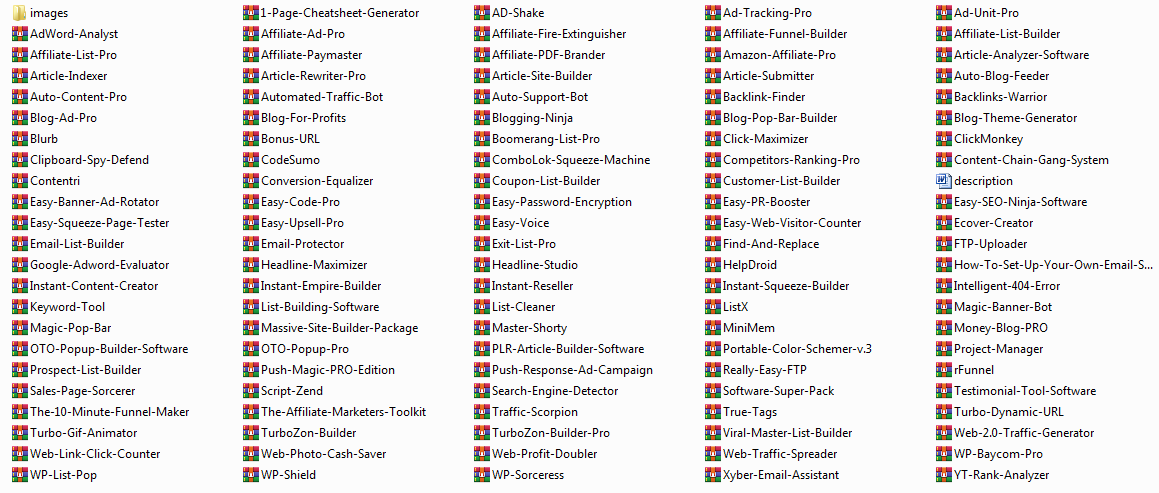 images 1-Page-Cheatsheet-Generator AD-Shake Ad-Tracking-Pro Ad-Unit-Pro
AdWord-Analyst Affiliate-Ad-Pro Affiliate-Fire-Extinguisher Affiliate-Funnel-Builder Affiliate-List-Builder
Affiliate-List-Pro Affiliate-Paymaster Affiliate-PDF-Brander Amazon-Affiliate-Pro Article-Analyzer-Software
Article-Indexer Article-Rewriter-Pro Article-Site-Builder Article-Submitter Auto-Blog-Feeder
Auto-Content-Pro Automated-Traffic-Bot Auto-Support-Bot Backlink-Finder Backlinks-Warrior
Blog-Ad-Pro Blog-For-Profits Blogging-Ninja Blog-Pop-Bar-Builder Blog-Theme-Generator
Blurb Bonus-URL Boomerang-List-Pro Click-Maximizer ClickMonkey
Clipboard-Spy-Defend CodeSumo ComboLok-Squeeze-Machine Competitors-Ranking-Pro Content-Chain-Gang-System
Contentri Conversion-Equalizer Coupon-List-Builder Customer-List-Builder description
Easy-Banner-Ad-Rotator Easy-Code-Pro Easy-Password-Encryption Easy-PR-Booster Easy-SEO-Ninja-Software
Easy-Squeeze-Page-Tester Easy-Upsell-Pro Easy-Voice Easy-Web-Visitor-Counter Ecover-Creator
Email-List-Builder Email-Protector Exit-List-Pro Find-And-Replace FTP-Uploader
Google-Adword-Evaluator Headline-Maximizer Headline-Studio HelpDroid How-To-Set-Up-Your-Own-Email-S...
Instant-Content-Creator Instant-Empire-Builder Instant-Reseller Instant-Squeeze-Builder Intelligent-404-Error
Keyword-Tool List-Building-Software List-Cleaner ListX Magic-Banner-Bot
Magic-Pop-Bar Massive-Site-Builder-Package Master-Shorty MiniMem Money-Blog-PRO
OTO-Popup-Builder-Software OTO-Popup-Pro PLR-Article-Builder-Software Portable-Color-Schemer-v.3 Project-Manager
Prospect-List-Builder Push-Magic-PRO-Edition Push-Response-Ad-Campaign Really-Easy-FTP rFunnel
Sales-Page-Sorcerer Script-Zend Search-Engine-Detector Software-Super-Pack Testimonial-Tool-Software
The-10-Minute-Funnel-Maker The-Affiliate-Marketers-Toolkit Traffic-Scorpion True-Tags Turbo-Dynamic-URL
Turbo-Gif-Animator TurboZon-Builder TurboZon-Builder-Pro Viral-Master-List-Builder Web-2.0-Traffic-Generator
Web-Link-Click-Counter Web-Photo-Cash-Saver Web-Profit-Doubler Web-Traffic-Spreader WP-Baycom-Pro
WP-List-Pop WP-Shield WP-Sorceress Xyber-Email-Assistant YT-Rank-Analyzer